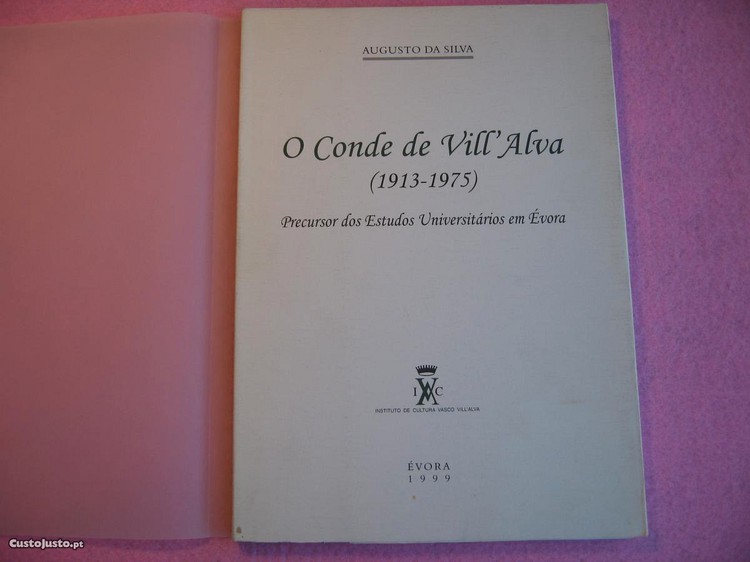 AUGUSTO DA SILVA
O Conde de Vill'Alva
(1913-1975)
Precursor dos Estudos Universitários em Évora
I C
INSTITUTO DE CULTURA VASCO VILL'ALVA
ÉVORA
1999
CustoJusto.pt